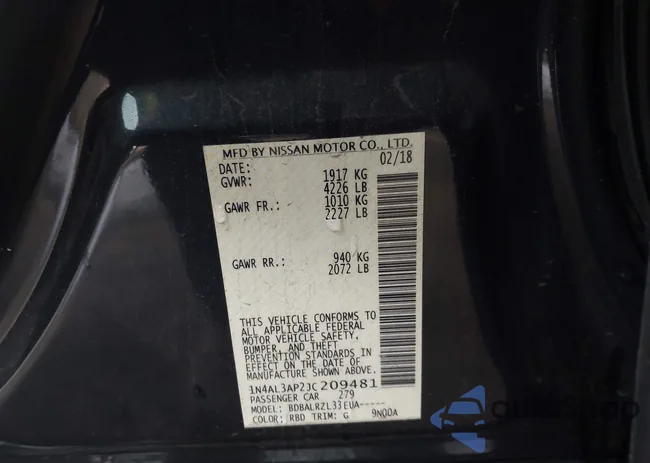 MFD BY NISSAN MOTOR CO., LTD.
DATE: 02/18
GVWR: 1917 KG
4226 LB
GAWR FR.: 1010 KG
2227 LB
GAWR RR.: 940 KG
2072 LB
THIS VEHICLE CONFORMS TO
ALL APPLICABLE FEDERAL
MOTOR VEHICLE SAFETY,
BUMPER, AND THEFT
PREVENTION STANDARDS IN
EFFECT ON THE DATE OF
MANUFACTURE SHOWN ABOVE.
1N4AL3AP2JC209481
PASSENGER CAR 279
MODEL: BDBALRZL33EUA-----
COLOR: RBD TRIM: G 9N00A